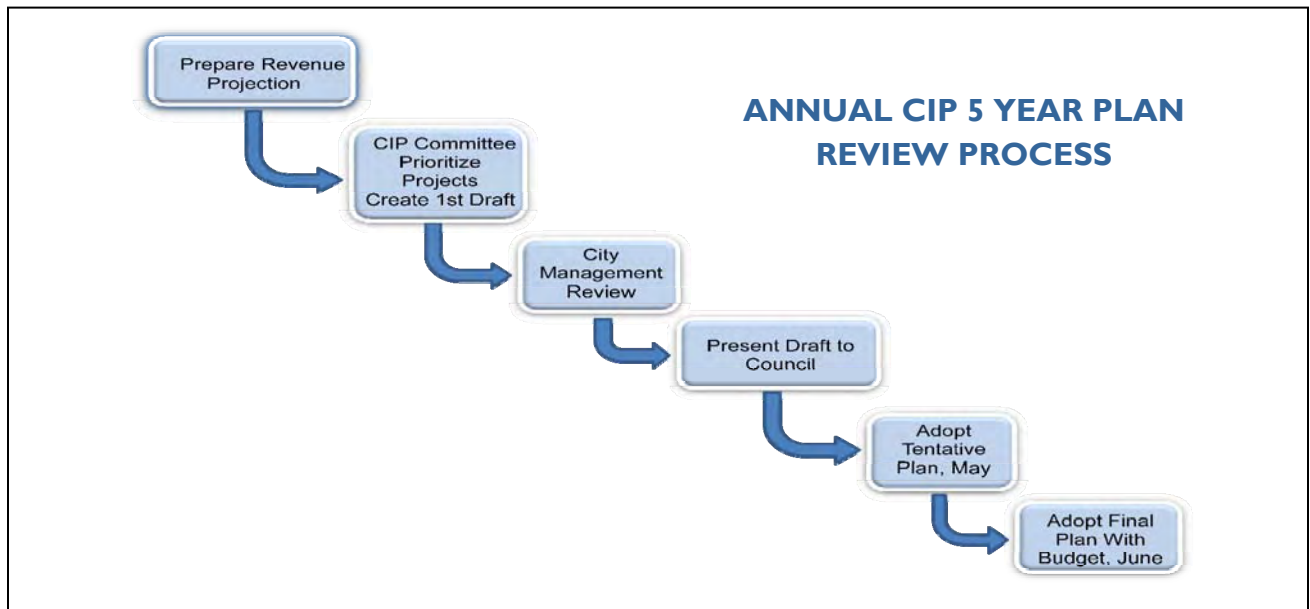 Prepare Revenue
Projection
ANNUAL CIP 5 YEAR PLAN
REVIEW PROCESS
CIP Committee
Prioritize
Projects
Create 1st Draft
City
Management
Review
Present Draft to
Council
Adopt
Tentative
Plan, May
Adopt Final
Plan With
Budget, June